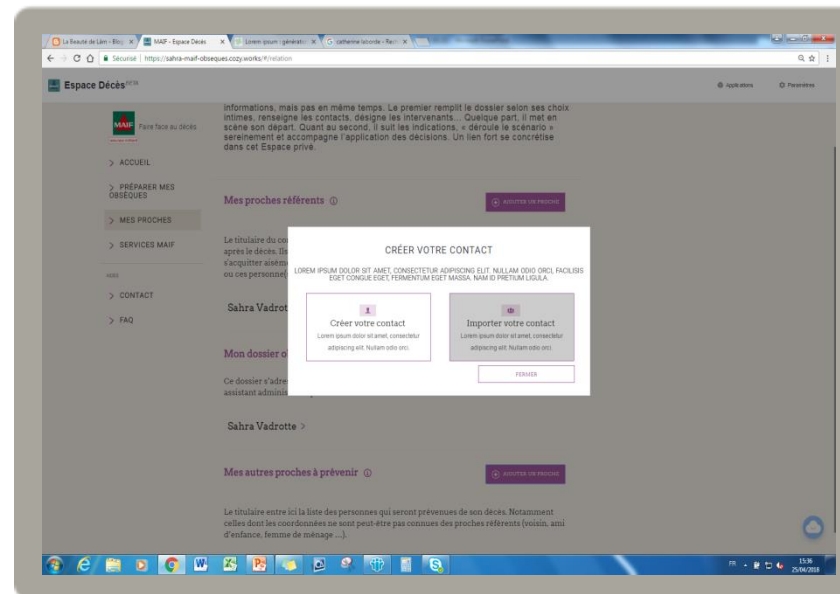 La Beauté de Lām - Blog
MAIF - Espace Décès
Lorem ipsum : générati
catherine laborde - Rec
Sécurisé | https://sahra-maif-obseques.cozy.works/#/relation
Espace Décès
Applications
Paramètres
MAIF
Faire face au décès
> ACCUEIL
> PRÉPARER MES
OBSÈQUES
> MES PROCHES
> SERVICES MAIF
> CONTACT
> FAQ
informations, mais pas en même temps. Le premier remplit le dossier selon ses choix
intimes, renseigne les contacts, désigne les intervenants... Quelque part, il met en
scène son départ. Quant au second, il suit les indications, « déroule le scénario »
sereinement et accompagne l'application des décisions. Un lien fort se concrétise
dans cet Espace privé.
Mes proches référents
AJOUTER UN PROCHE
Le titulaire du co
après le décès. Ils
s'acquitter aiséme
ou ces personne(
Sahra Vadrot
Mon dossier o
Ce dossier s'adre
assistant adminis
Sahra Vadrotte >
Mes autres proches à prévenir
AJOUTER UN PROCHE
Le titulaire entre ici la liste des personnes qui seront prévenues de son décès. Notamment
celles dont les coordonnées ne sont peut-être pas connues des proches référents (voisin, ami
d'enfance, femme de ménage ...).
CRÉER VOTRE CONTACT
LOREM IPSUM DOLOR SIT AMET, CONSECTETUR ADIPISCING ELIT. NULLAM ODIO ORCI, FACILISIS
EGET CONGUE EGET, FERMENTUM EGET MASSA. NAM ID PRETIUM LIGULA.
Créer votre contact
Lorem ipsum dolor sit amet, consectetur
adipiscing elit. Nullam odio orci.
Importer votre contact
Lorem ipsum dolor sit amet, consectetur
adipiscing elit. Nullam odio orci.
FERMER
FR
15:36
25/04/2018